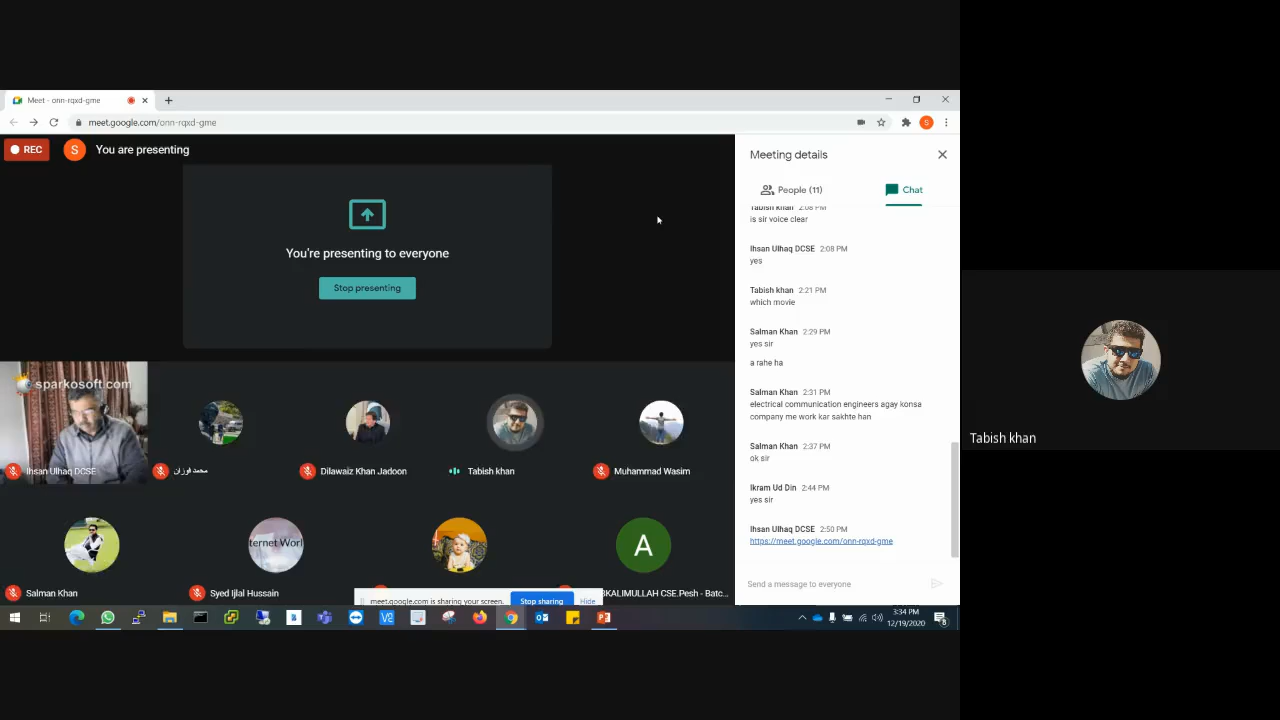 Meet - onn-rqxd-gme
meet.google.com/onn-rqxd-gme
REC
S
You are presenting
You're presenting to everyone
Stop presenting
Meeting details
People (11)
Chat
Tabish khan 2:08 PM
is sir voice clear
Ihsan Ulhaq DCSE 2:08 PM
yes
Tabish khan 2:21 PM
which movie
Salman Khan 2:29 PM
yes sir
a rahe ha
Salman Khan 2:31 PM
electrical communication engineers agay konsa
company me work kar sakhte han
Salman Khan 2:37 PM
ok sir
Ikram Ud Din 2:44 PM
yes sir
Ihsan Ulhaq DCSE 2:50 PM
https://meet.google.com/onn-rqxd-gme
Send a message to everyone
sparkosoft.com
Ihsan Ulhaq DCSE
محمد فوزان
Dilawaiz Khan Jadoon
Tabish khan
Muhammad Wasim
ternet Worl
A
Salman Khan
Syed Ijlal Hussain
KALIMULLAH CSE.Pesh - Batc...
meet.google.com is sharing your screen.
Stop sharing
Hide
3:34 PM
12/19/2020
Tabish khan